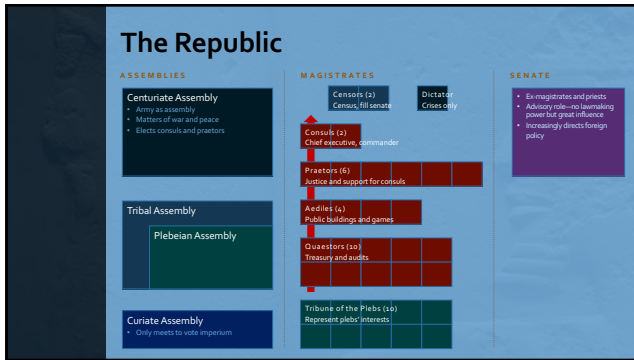 The Republic
ASSEMBLIES
Centuriate Assembly
• Army as assembly
• Matters of war and peace
• Elects consuls and praetors
Tribal Assembly
Plebeian Assembly
Curiate Assembly
• Only meets to vote imperium
MAGISTRATES
Censors (2)
Census, fill senate
Dictator
Crises only
Consuls (2)
Chief executive, commander
Praetors (6)
Justice and support for consuls
Aediles (4)
Public buildings and games
Quaestors (10)
Treasury and audits
Tribune of the Plebs (10)
Represent plebs' interests
SENATE
• Ex-magistrates and priests
• Advisory role—no lawmaking
power but great influence
• Increasingly directs foreign
policy